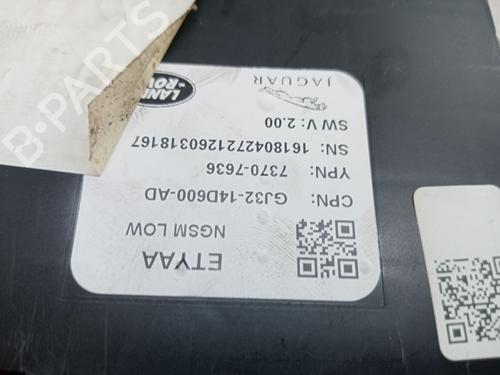 LAND ROVER
JAGUAR
SW V: 2.00
SN: 1618042721260318167
YPN: 7370-7636
CPN: GJ32-14D600-AD
NGSM LOW
ETYAA
B-PARTS